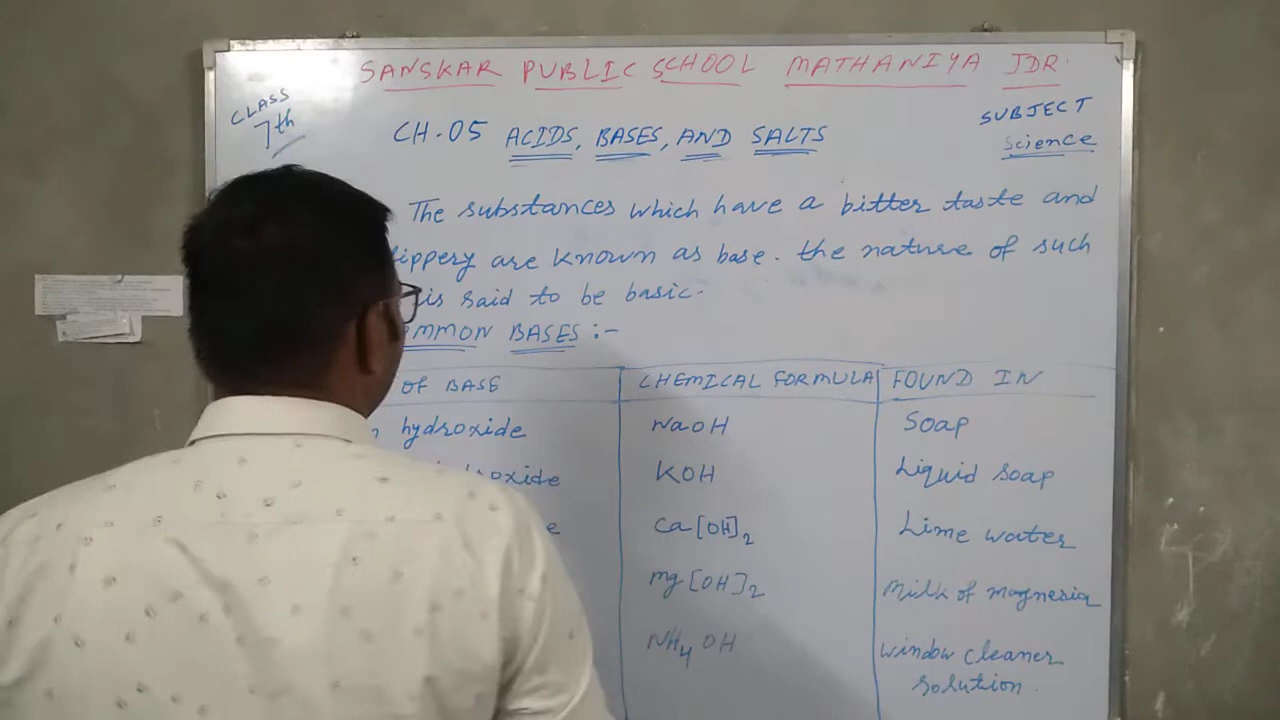 SANSKAR PUBLIC SCHOOL MATHANIYA JDR.
CLASS
7th
CH.05 ACIDS, BASES, AND SALTS
SUBJECT
Science
The substances which have a bitter taste and
lippery are known as base. the nature of such
is said to be basic.
OMMON BASES :-
OF BASE CHEMICAL FORMULA FOUND IN
hydroxide NaOH Soap
oxide KOH Liquid soap
e Ca[OH]2 Lime water
Mg[OH]2 Milk of magnesia
NH4OH window cleaner
solution.